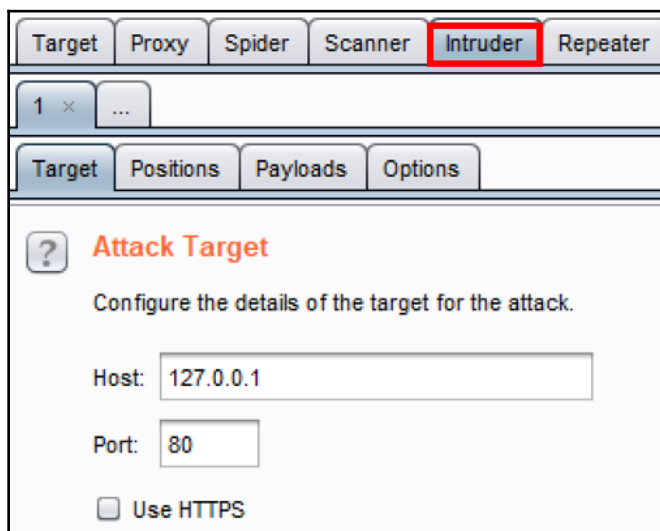 Target Proxy Spider Scanner Intruder Repeater
1 × ...
Target Positions Payloads Options
? Attack Target
Configure the details of the target for the attack.
Host: 127.0.0.1
Port: 80
Use HTTPS